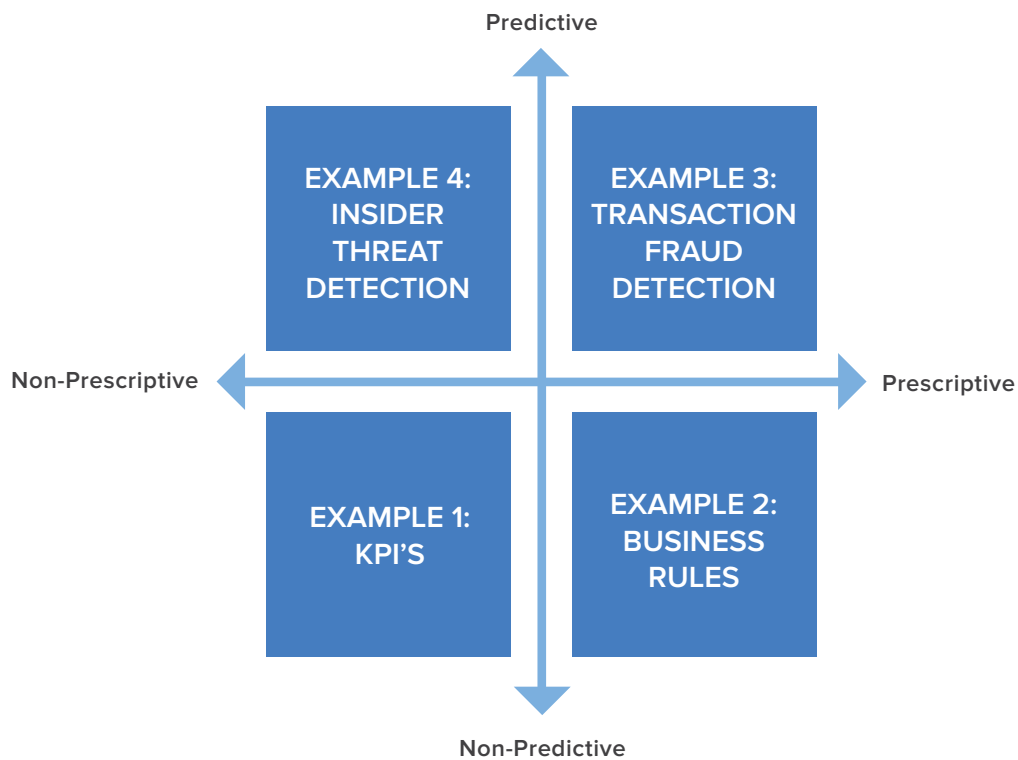 Predictive
EXAMPLE 4:
INSIDER
THREAT
DETECTION
EXAMPLE 3:
TRANSACTION
FRAUD
DETECTION
Non-Prescriptive
Prescriptive
EXAMPLE 1:
KPI’S
EXAMPLE 2:
BUSINESS
RULES
Non-Predictive